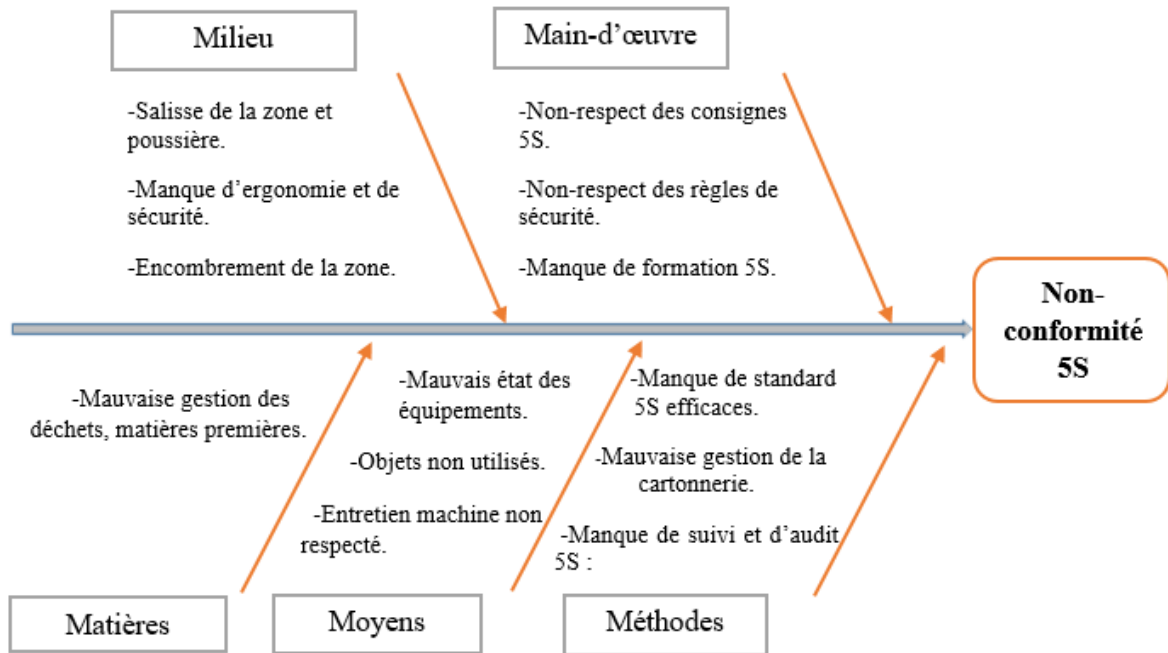 Milieu
-Salisse de la zone et
poussière.
-Manque d'ergonomie et de
sécurité.
-Encombrement de la zone.
Main-d'œuvre
-Non-respect des consignes
5S.
-Non-respect des règles de
sécurité.
-Manque de formation 5S.
Non-
conformité
5S
-Mauvaise gestion des
déchets, matières premières.
Matières
-Mauvais état des
équipements.
-Objets non utilisés.
-Entretien machine non
respecté.
Moyens
-Manque de standard
5S efficaces.
-Mauvaise gestion de la
cartonnerie.
-Manque de suivi et d'audit
5S :
Méthodes